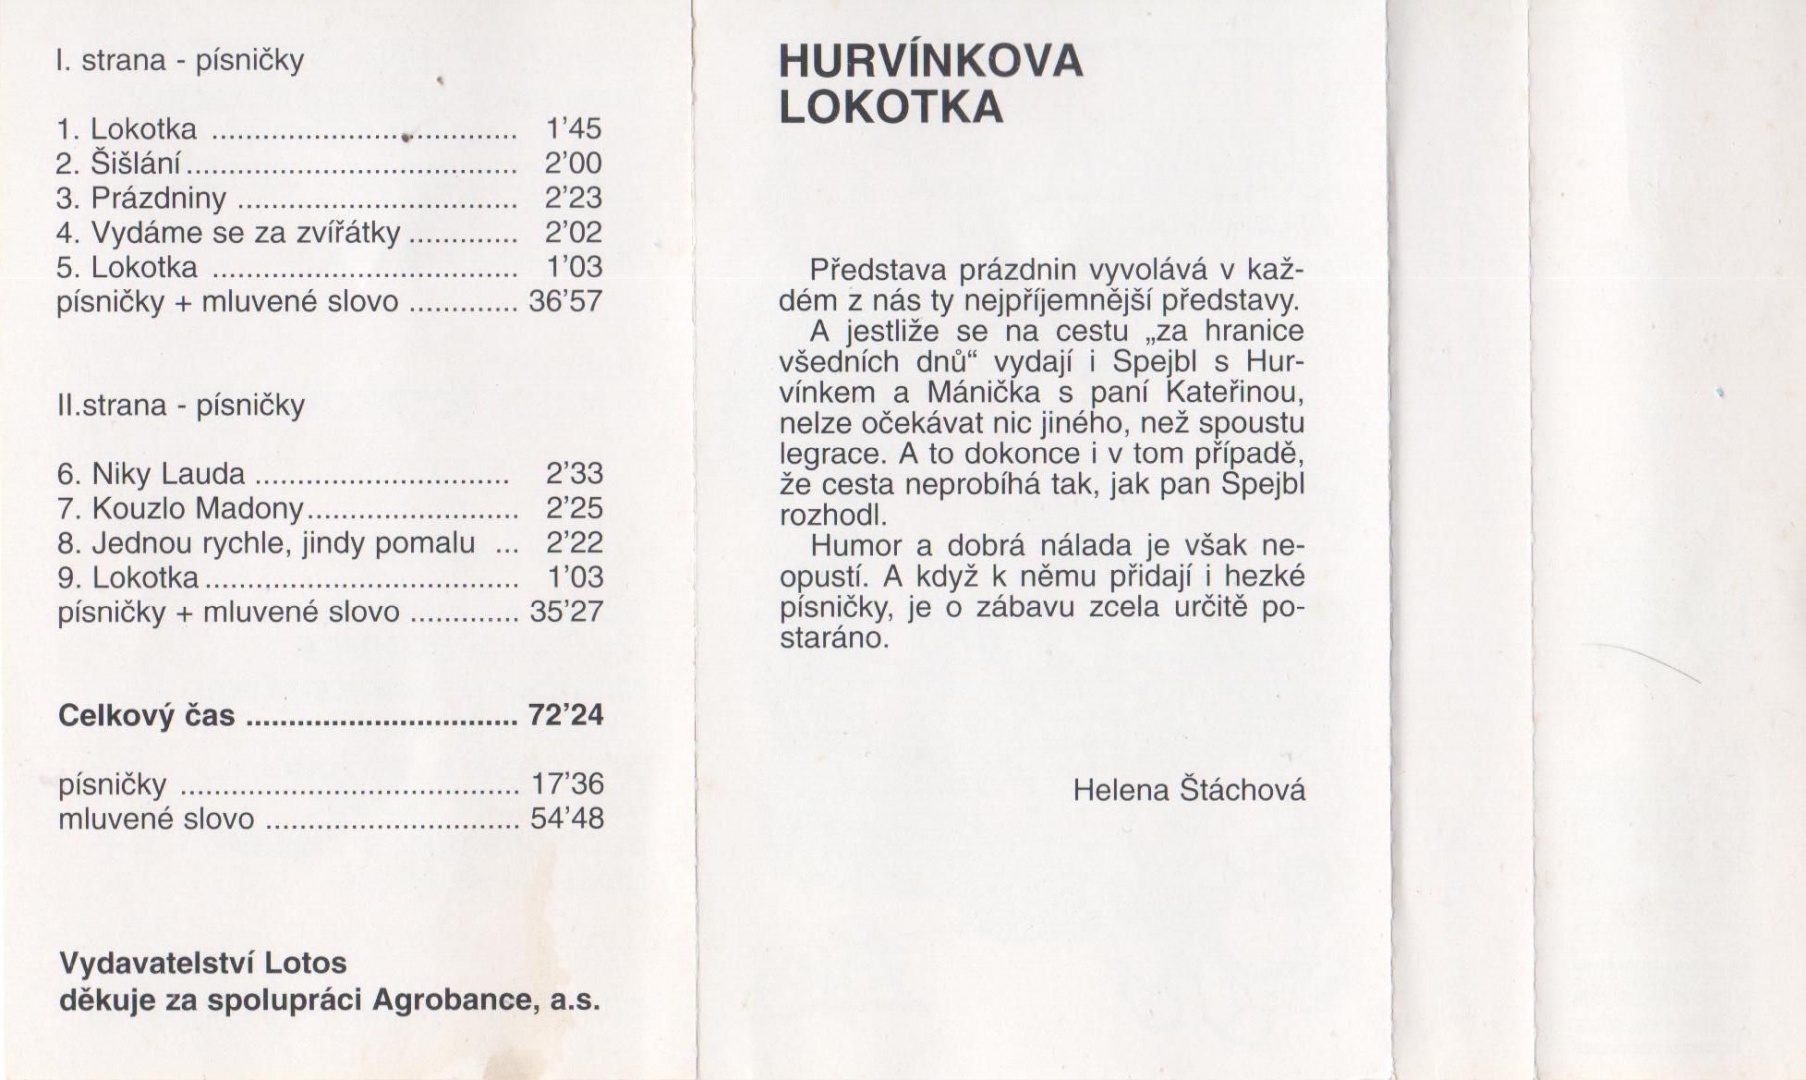 I. strana - písničky
1. Lokotka ..................................... 1'45
2. Šišlání....................................... 2'00
3. Prázdniny ................................. 2'23
4. Vydáme se za zvířátky ............. 2'02
5. Lokotka .................................... 1'03
písničky + mluvené slovo ............. 36'57
II.strana - písničky
6. Niky Lauda .............................. 2'33
7. Kouzlo Madony......................... 2'25
8. Jednou rychle, jindy pomalu ... 2'22
9. Lokotka..................................... 1'03
písničky + mluvené slovo ............. 35'27
Celkový čas ................................ 72'24
písničky ........................................ 17'36
mluvené slovo .............................. 54'48
Vydavatelství Lotos
děkuje za spolupráci Agrobance, a.s.
HURVÍNKOVA
LOKOTKA
Představa prázdnin vyvolává v kaž-
dém z nás ty nejpříjemnější představy.
A jestliže se na cestu „za hranice
všedních dnů“ vydají i Spejbl s Hur-
vínkem a Mánička s paní Kateřinou,
nelze očekávat nic jiného, než spoustu
legrace. A to dokonce i v tom případě,
že cesta neprobíhá tak, jak pan Spejbl
rozhodl.
Humor a dobrá nálada je však ne-
opustí. A když k němu přidají i hezké
písničky, je o zábavu zcela určitě po-
staráno.
Helena Štáchová